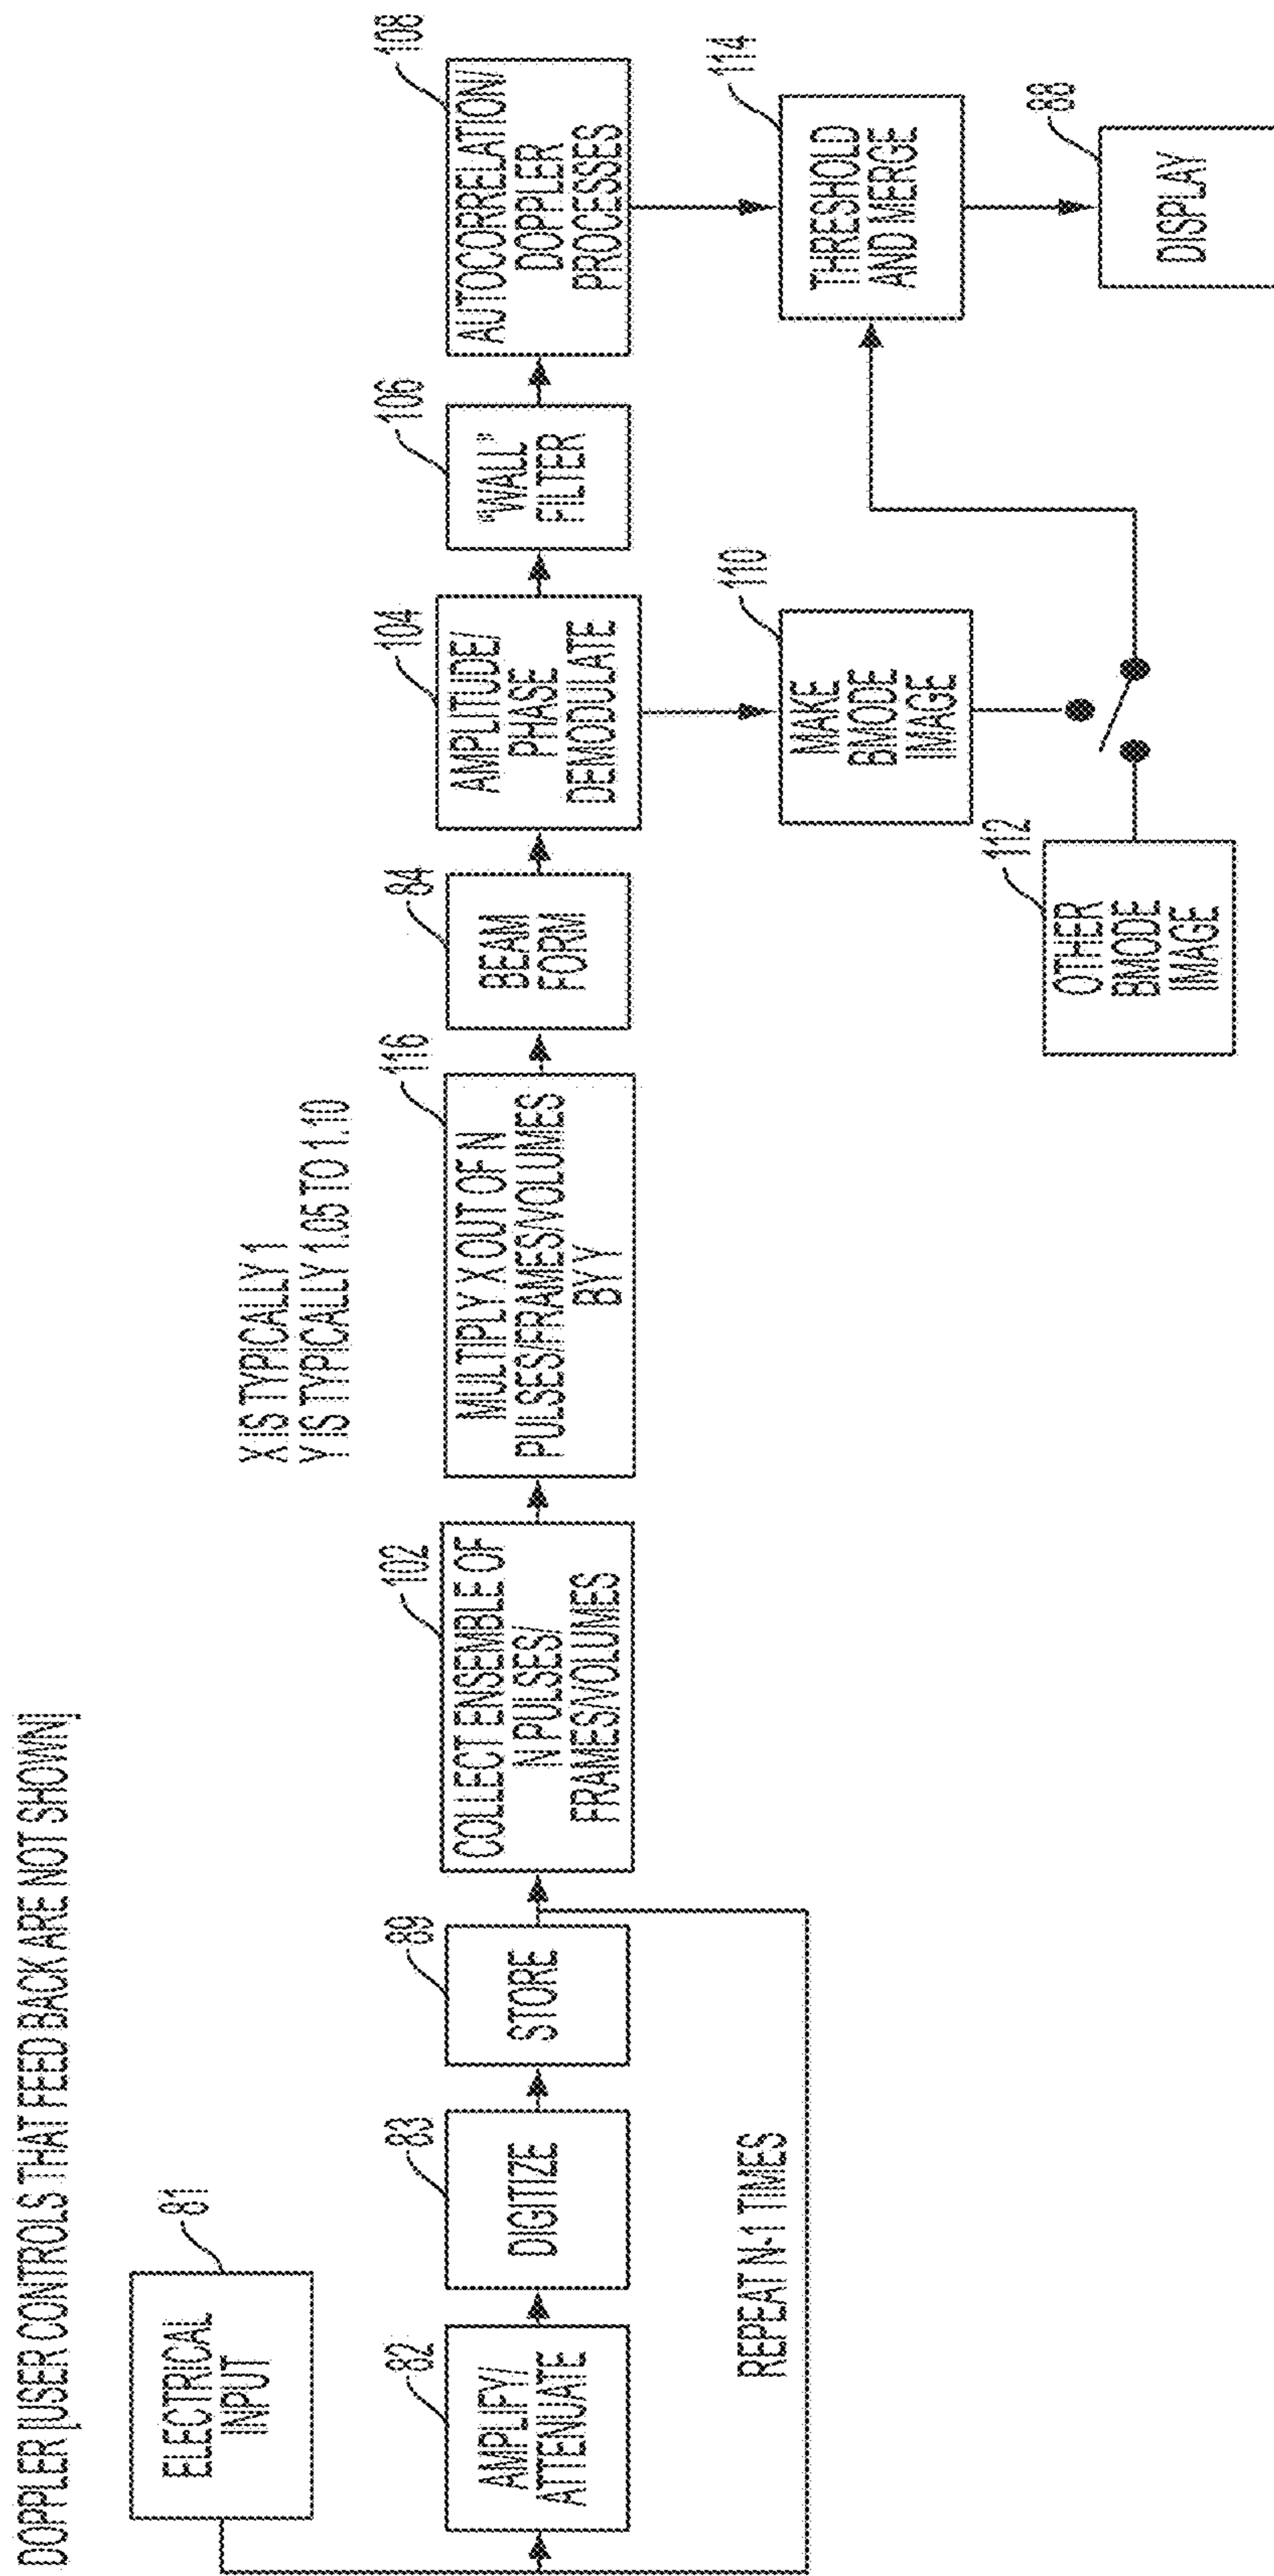 DOPPLER [USER CONTROLS THAT FEED BACK ARE NOT SHOWN]
ELECTRICAL
INPUT
81
AMPLIFY/
ATTENUATE
82
DIGITIZE
83
STORE
89
REPEAT N-1 TIMES
COLLECT ENSEMBLE OF
N PULSES/
FRAMES/VOLUMES
102
X IS TYPICALLY 1
Y IS TYPICALLY 1.05 TO 1.10
MULTIPLY X OUT OF N
PULSES/FRAMES/VOLUMES
BY Y
116
BEAM
FORM
84
AMPLITUDE/
PHASE
DEMODULATE
104
"WALL"
FILTER
106
AUTOCORRELATION/
DOPPLER
PROCESSES
108
MAKE
BMODE
IMAGE
110
OTHER
BMODE
IMAGE
112
THRESHOLD
AND MERGE
114
DISPLAY
88